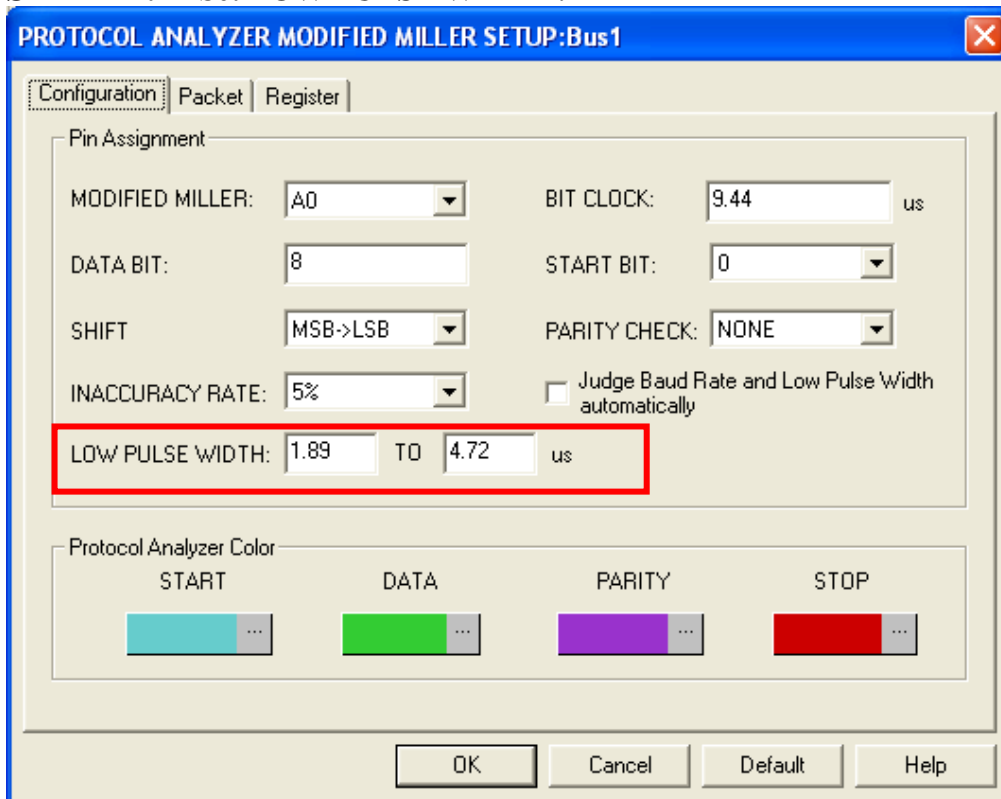 PROTOCOL ANALYZER MODIFIED MILLER SETUP:Bus1
Configuration Packet Register
Pin Assignment
MODIFIED MILLER: A0 BIT CLOCK: 9.44 us
DATA BIT: 8 START BIT: 0
SHIFT MSB->LSB PARITY CHECK: NONE
INACCURACY RATE: 5% Judge Baud Rate and Low Pulse Width
automatically
LOW PULSE WIDTH: 1.89 TO 4.72 us
Protocol Analyzer Color
START DATA PARITY STOP
... ... ... ...
OK Cancel Default Help